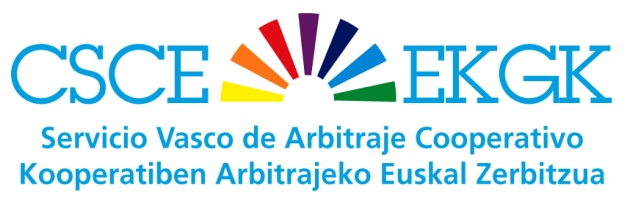 CSCE EKGK
Servicio Vasco de Arbitraje Cooperativo
Kooperatiben Arbitrajeko Euskal Zerbitzua